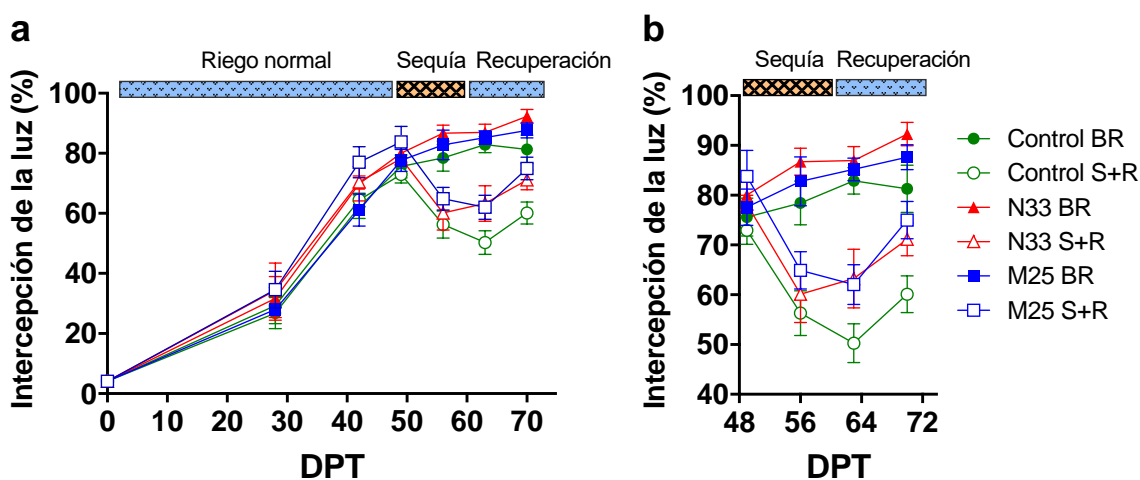 a
Riego normal
Sequía
Recuperación
Intercepción de la luz (%)
100
80
60
40
20
0
0
10
20
30
40
50
60
70
DPT
b
Sequía
Recuperación
Intercepción de la luz (%)
100
90
80
70
60
50
40
48
56
64
72
DPT
Control BR
Control S+R
N33 BR
N33 S+R
M25 BR
M25 S+R